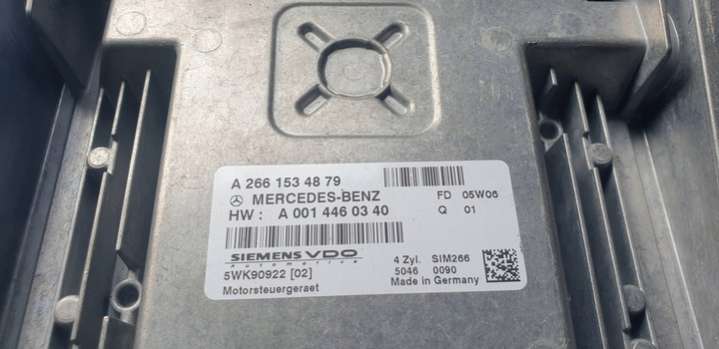 A 266 153 48 79
MERCEDES-BENZ
FD 05W06
HW : A 001 446 03 40
Q 01
SIEMENS VDO
Automotive
5WK90922 [02]
Motorsteuergeraet
4 Zyl. SIM266
5046 0090
Made in Germany